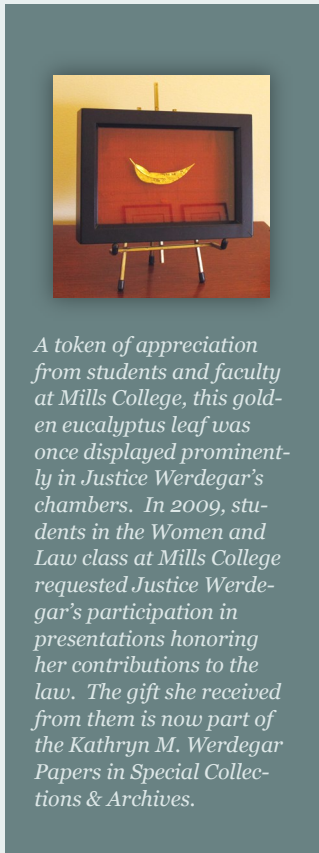 A token of appreciation
from students and faculty
at Mills College, this gold-
en eucalyptus leaf was
once displayed prominent-
ly in Justice Werdegar’s
chambers.  In 2009, stu-
dents in the Women and
Law class at Mills College
requested Justice Werde-
gar’s participation in
presentations honoring
her contributions to the
law.  The gift she received
from them is now part of
the Kathryn M. Werdegar
Papers in Special Collec-
tions & Archives.